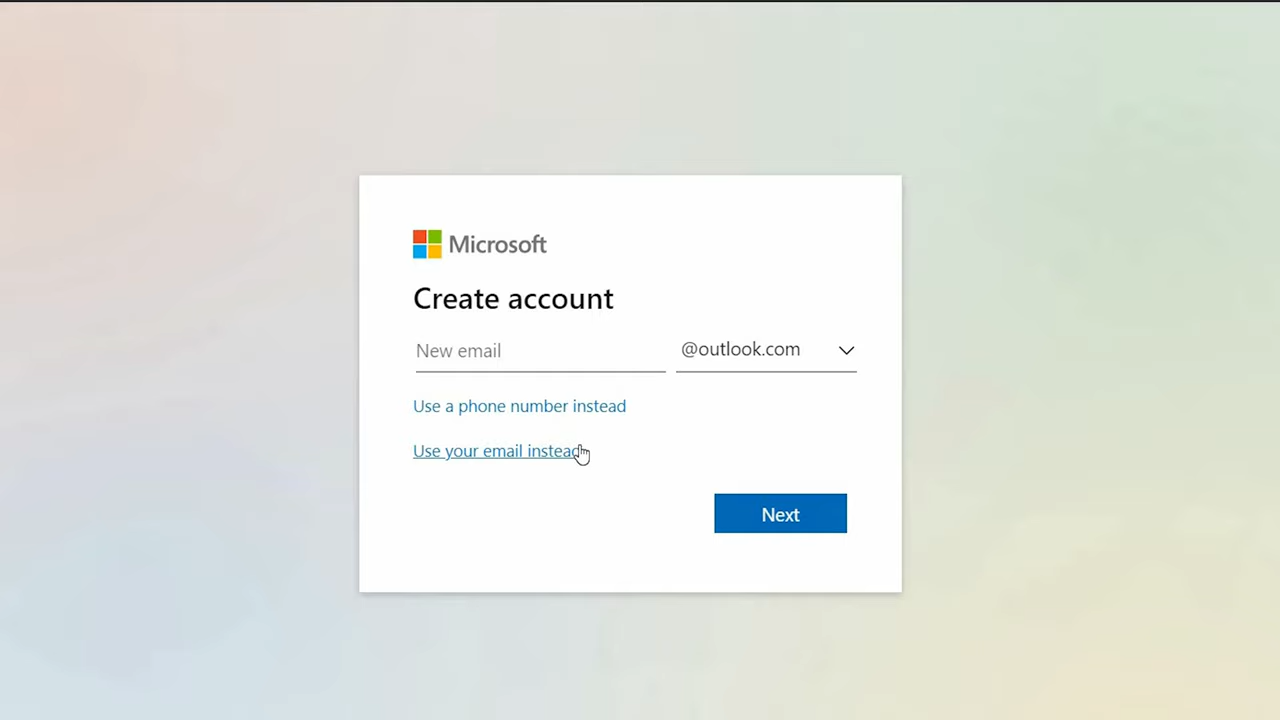 Microsoft
Create account
New email @outlook.com
Use a phone number instead
Use your email instead
Next